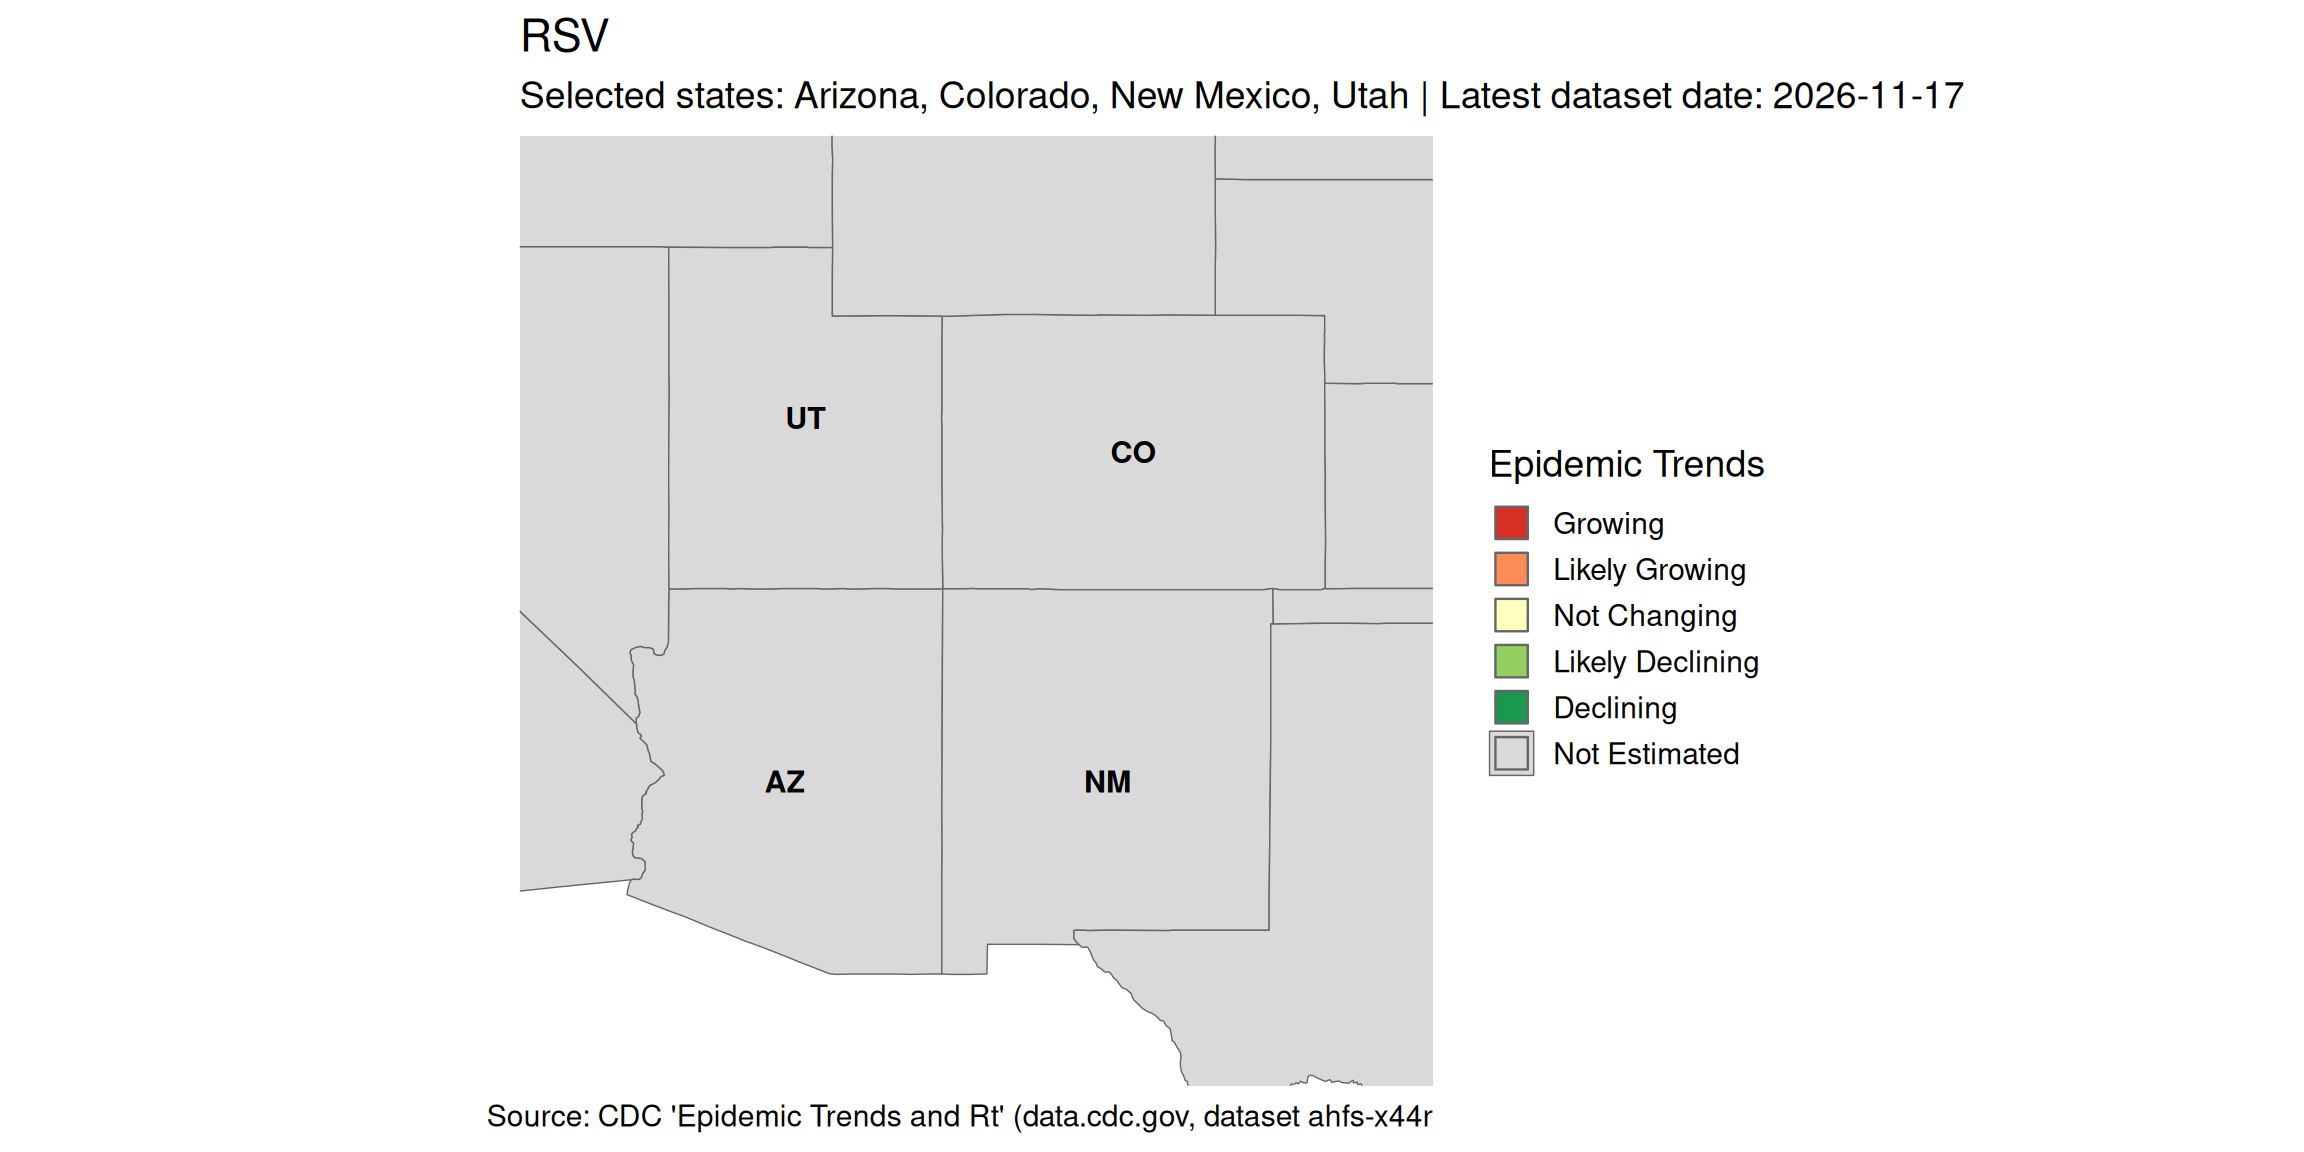 RSV
Selected states: Arizona, Colorado, New Mexico, Utah | Latest dataset date: 2026-11-17
UT
CO
AZ
NM
Epidemic Trends
Growing
Likely Growing
Not Changing
Likely Declining
Declining
Not Estimated
Source: CDC 'Epidemic Trends and Rt' (data.cdc.gov, dataset ahfs-x44r